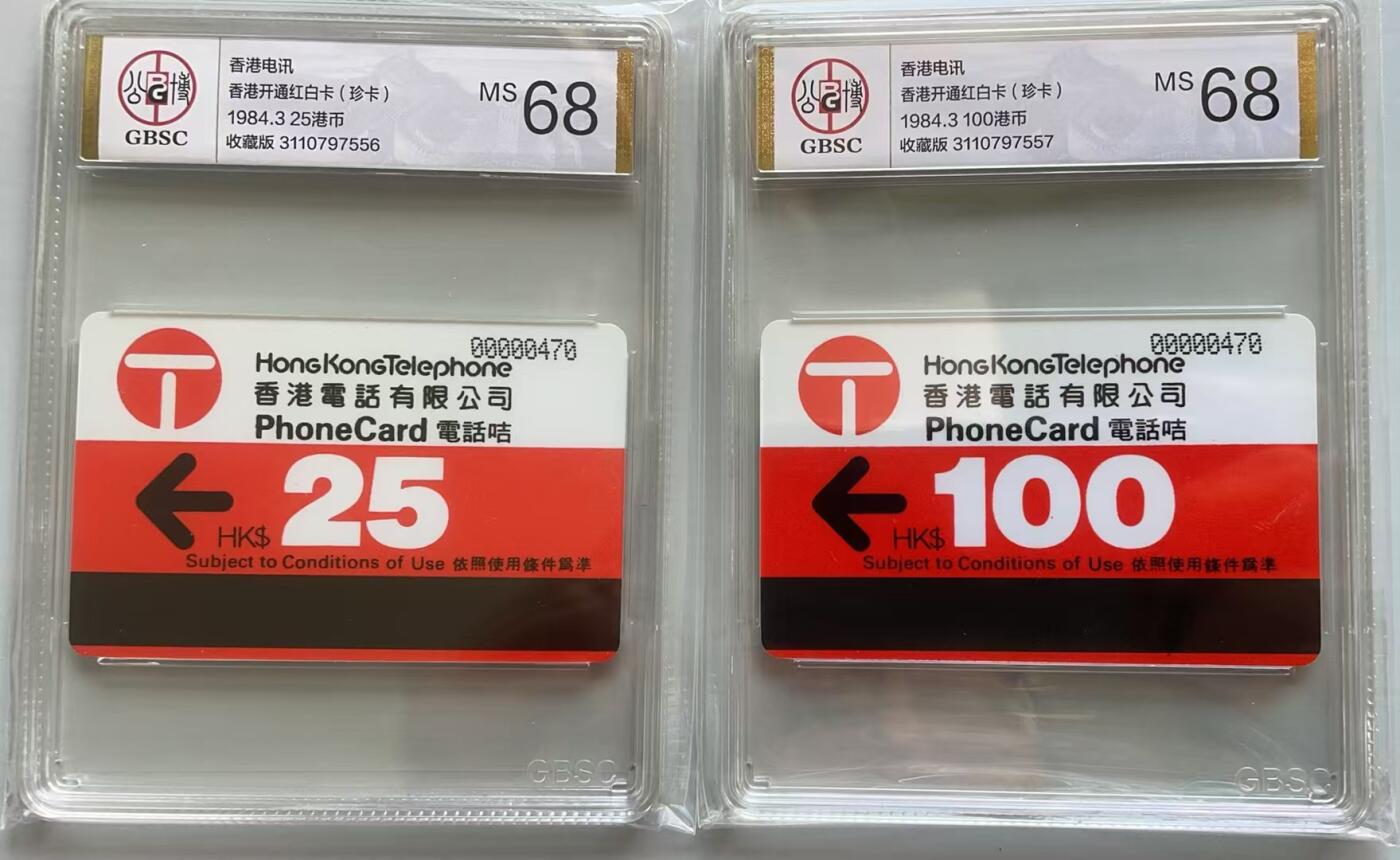 香港电讯
香港开通红白卡（珍卡）
1984.3 25港币
收藏版 3110797556
MS 68
公博
GBSC
00000470
HongKongTelephone
香港電話有限公司
PhoneCard 電話咭
HK$ 25
Subject to Conditions of Use 依照使用條件爲準
GBSC
香港电讯
香港开通红白卡（珍卡）
1984.3 100港币
收藏版 3110797557
MS 68
公博
GBSC
00000470
HongKongTelephone
香港電話有限公司
PhoneCard 電話咭
HK$ 100
Subject to Conditions of Use 依照使用條件爲準
GBSC